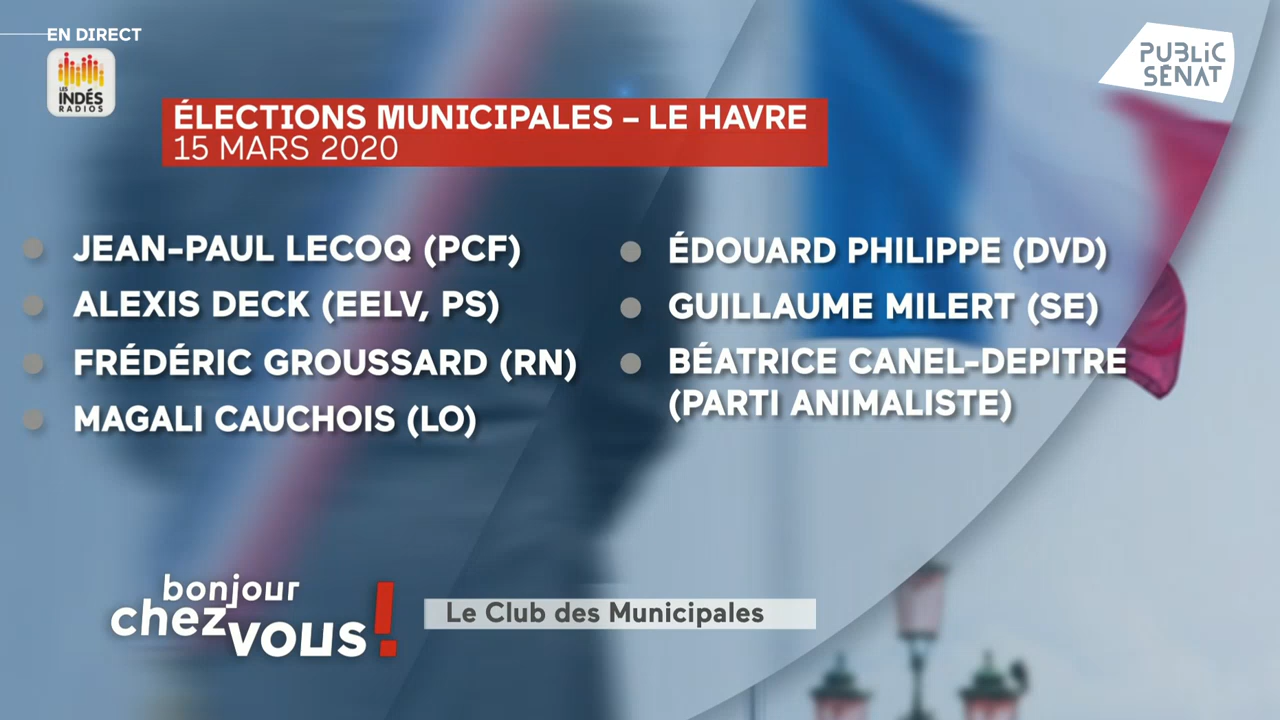 EN DIRECT
LES
INDÉS
RADIOS
PUBLIC
SÉNAT
ÉLECTIONS MUNICIPALES – LE HAVRE
15 MARS 2020
JEAN-PAUL LECOQ (PCF)
ALEXIS DECK (EELV, PS)
FRÉDÉRIC GROUSSARD (RN)
MAGALI CAUCHOIS (LO)
ÉDOUARD PHILIPPE (DVD)
GUILLAUME MILERT (SE)
BÉATRICE CANEL-DEPITRE
(PARTI ANIMALISTE)
bonjour
chez
vous!
Le Club des Municipales